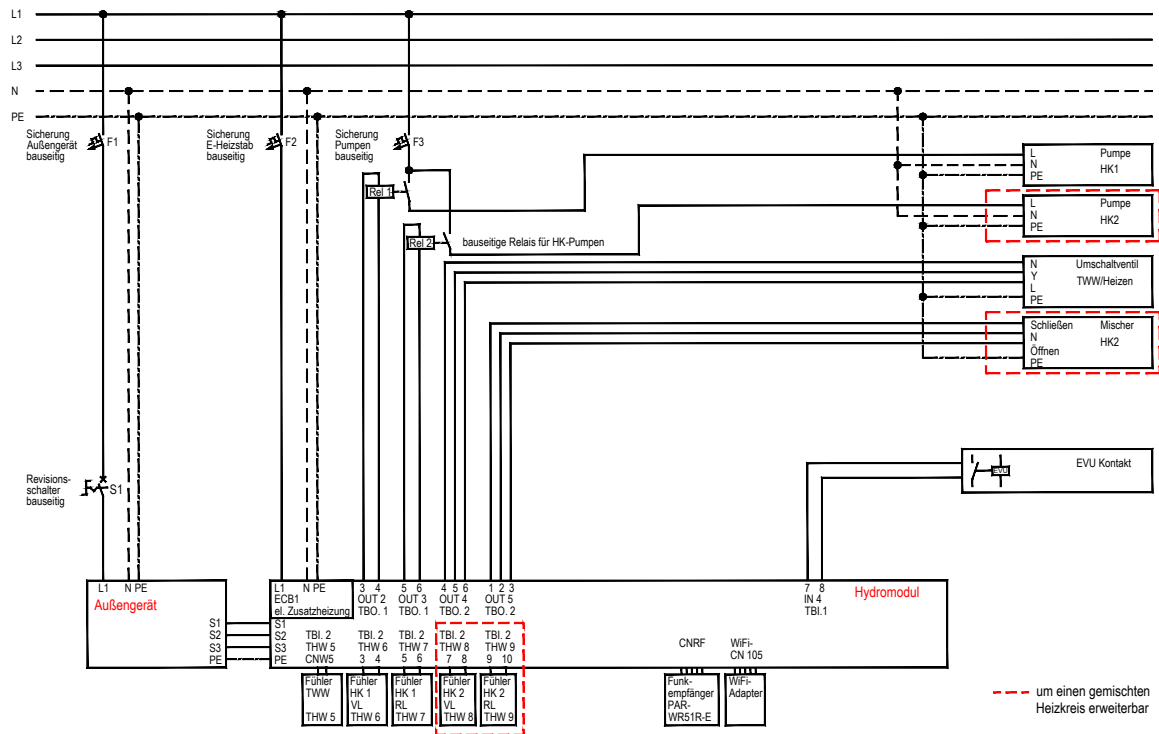 L1
L2
L3
N
PE
Sicherung
Außengerät
bauseitig
F1
Sicherung
E-Heizstab
bauseitig
F2
Sicherung
Pumpen
bauseitig
F3
Rel 1
Rel 2
bauseitige Relais für HK-Pumpen
L
N
PE
Pumpe
HK1
L
N
PE
Pumpe
HK2
N
Y
L
PE
Umschaltventil
TWW/Heizen
Schließen
N
Öffnen
PE
Mischer
HK2
EVU
EVU Kontakt
Revisions-
schalter
bauseitig
S1
L1 N PE
Außengerät
S1
S2
S3
PE
L1 N PE
ECB1
el. Zusatzheizung
S1
S2
S3
PE
3 4
OUT 2
TBO. 1
5 6
OUT 3
TBO. 1
4 5 6
OUT 4
TBO. 2
1 2 3
OUT 5
TBO. 2
7 8
IN 4
TBI.1
Hydromodul
TBI. 2
THW 5
CNW5
TBI. 2
THW 6
3 4
TBI. 2
THW 7
5 6
TBI. 2
THW 8
7 8
TBI. 2
THW 9
9 10
CNRF
WiFi-
CN 105
Fühler
TWW
THW 5
Fühler
HK 1
VL
THW 6
Fühler
HK 1
RL
THW 7
Fühler
HK 2
VL
THW 8
Fühler
HK 2
RL
THW 9
Funk-
empfänger
PAR-
WR51R-E
WiFi-
Adapter
um einen gemischten
Heizkreis erweiterbar